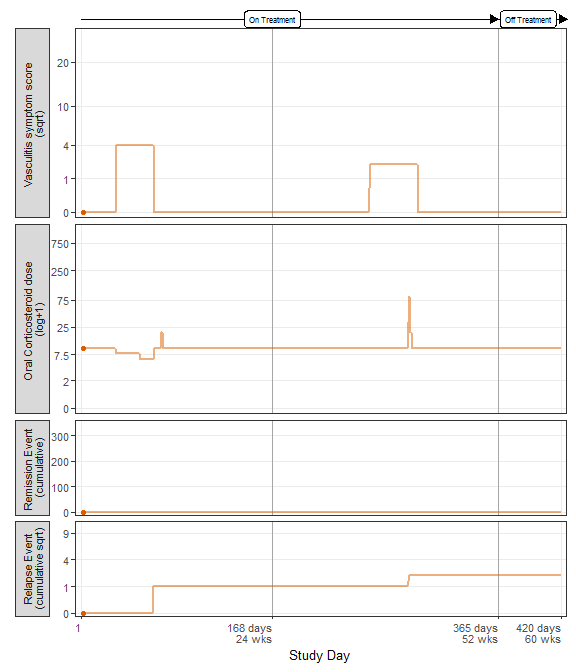 On Treatment
Off Treatment
Vasculitis symptom score
(sqrt)
20
10
4
1
0
Oral Corticosteroid dose
(log+1)
750
250
75
25
7.5
2
0
Remission Event
(cumulative)
300
200
100
0
Relapse Event
(cumulative sqrt)
9
4
1
0
1
168 days
24 wks
365 days
52 wks
420 days
60 wks
Study Day